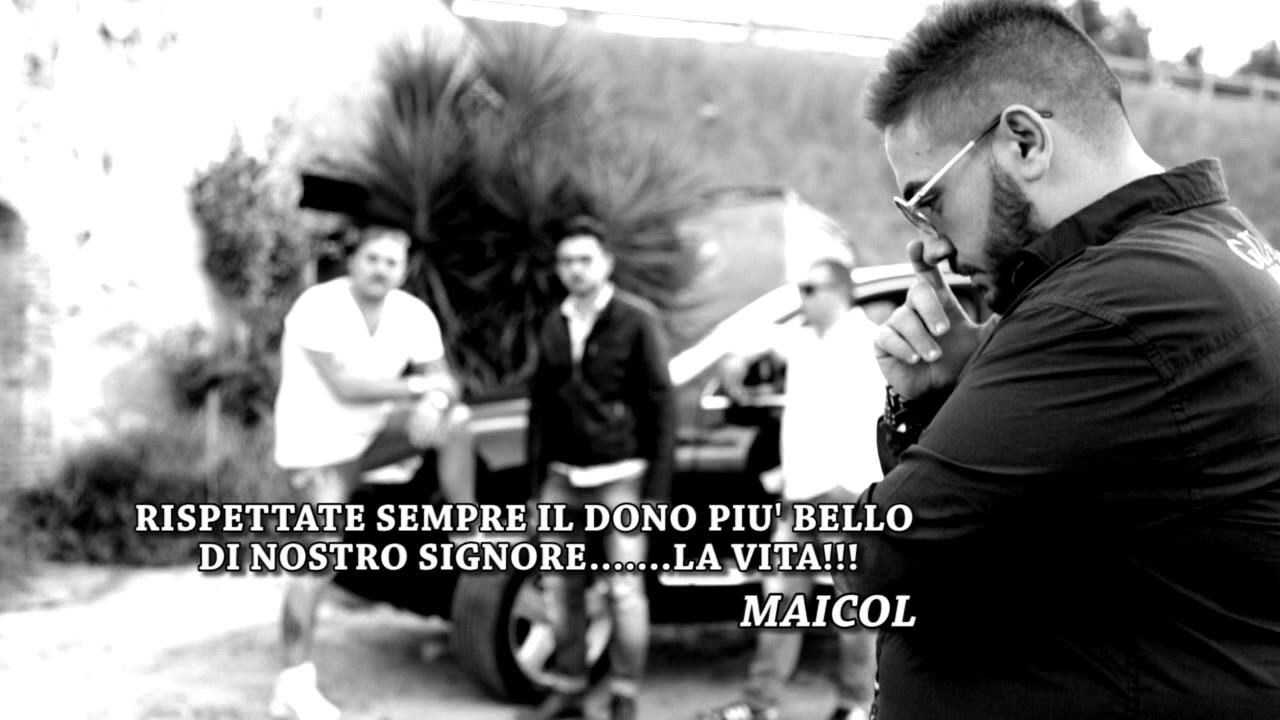 RISPETTATE SEMPRE IL DONO PIU' BELLO
DI NOSTRO SIGNORE.......LA VITA!!!
MAICOL